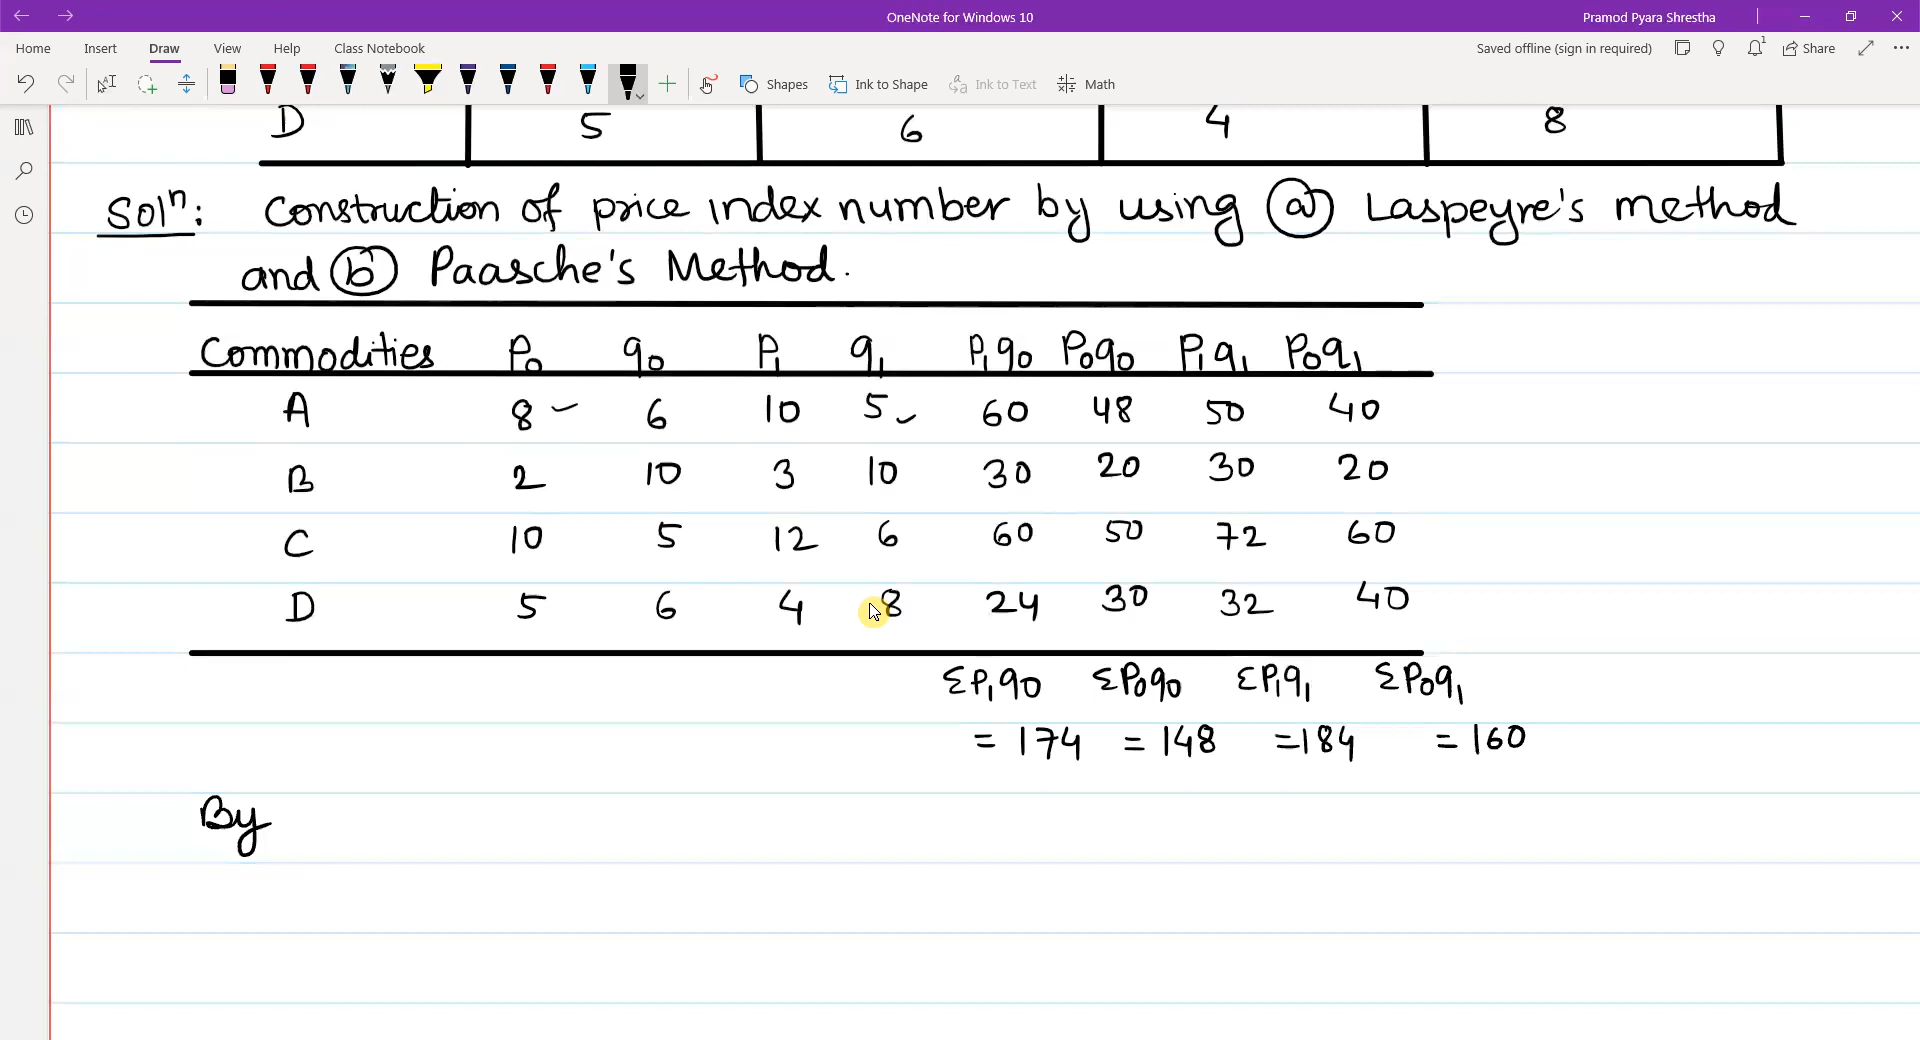 OneNote for Windows 10
Pramod Pyara Shrestha
Home Insert Draw View Help Class Notebook
Saved offline (sign in required) 1 Share
Shapes Ink to Shape Ink to Text Math
D 5 6 4 8
Solⁿ: Construction of price index number by using ⓐ Laspeyre's method
and ⓑ Paasche's Method.
Commodities P₀ q₀ P₁ q₁ P₁q₀ P₀q₀ P₁q₁ P₀q₁
A 8 6 10 5 60 48 50 40
B 2 10 3 10 30 20 30 20
C 10 5 12 6 60 50 72 60
D 5 6 4 8 24 30 32 40
ΣP₁q₀ ΣP₀q₀ ΣP₁q₁ ΣP₀q₁
= 174 = 148 =184 = 160
By